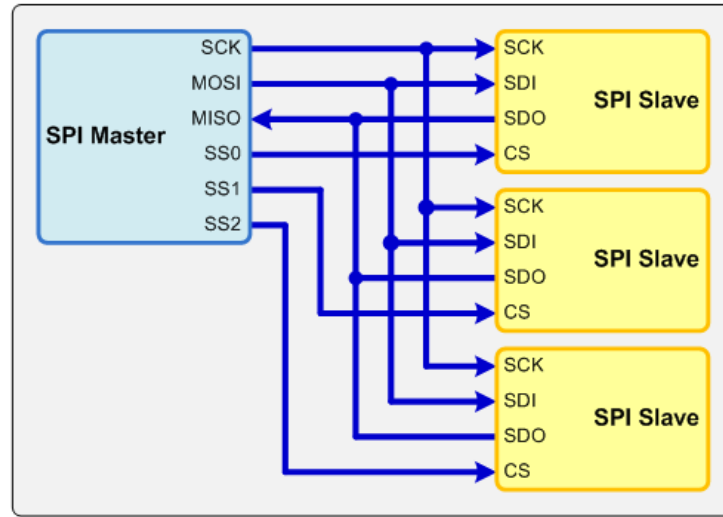 SPI Master
SCK
MOSI
MISO
SS0
SS1
SS2
SCK
SDI
SDO
CS
SPI Slave
SCK
SDI
SDO
CS
SPI Slave
SCK
SDI
SDO
CS
SPI Slave